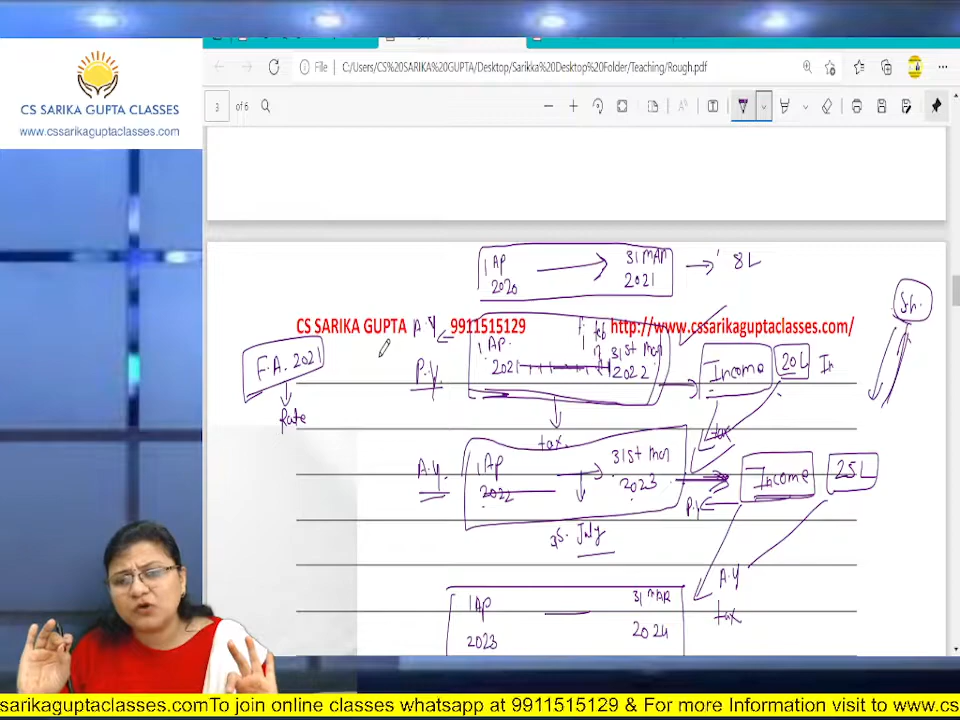 CS SARIKA GUPTA CLASSES
www.cssarikaguptaclasses.com
File C:/Users/CS%20SARIKA%20GUPTA/Desktop/Sarikka%20Desktop%20Folder/Teaching/Rough.pdf
3 of 6
1 AP 2020 31 MAR 2021 8L
CS SARIKA GUPTA 9911515129 http://www.cssarikaguptaclasses.com/
A.Y
F.A. 2021
Rate
P.Y 1 AP. 2021 31st Mar 2022 Income 20L
Sh.
tax. tax
A.Y. 1 AP 2022 31st Mar 2023 Income 25L
P.Y
31st July
A.Y
tax
1 AP 2023 31 MAR 2024
sarikaguptaclasses.comTo join online classes whatsapp at 9911515129 & For more Information visit to www.cs